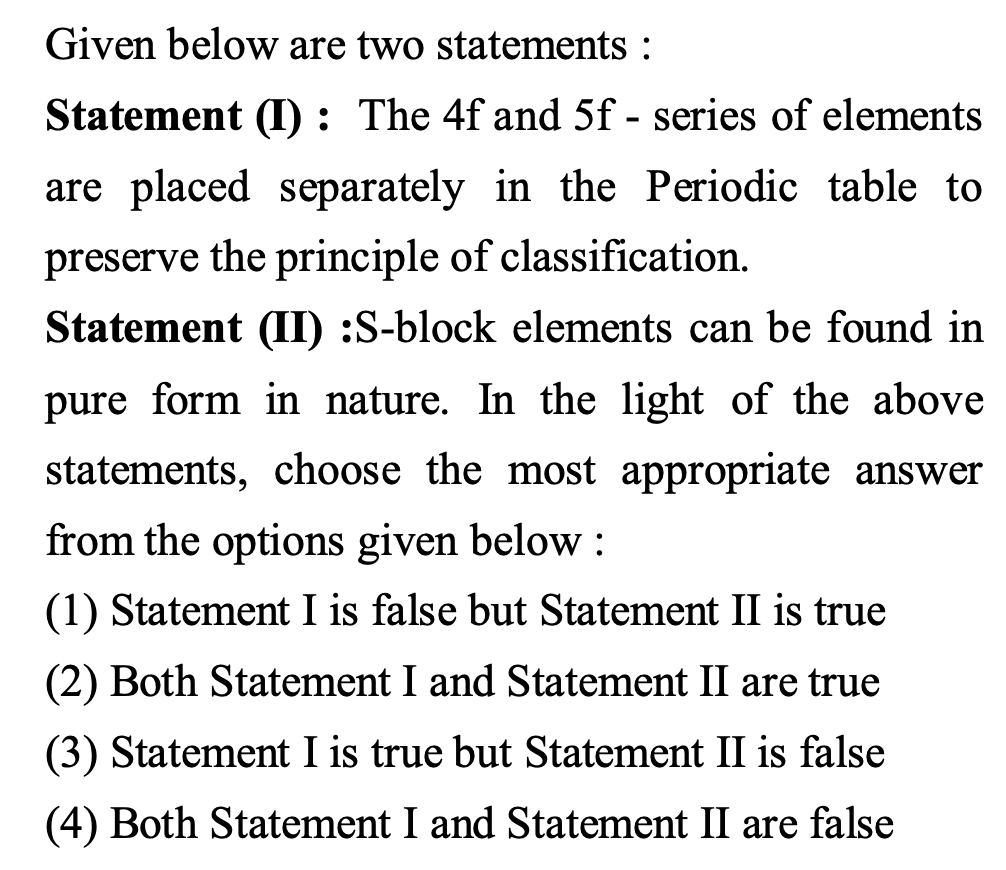 Given below are two statements :
Statement (I) : The 4f and 5f - series of elements
are placed separately in the Periodic table to
preserve the principle of classification.
Statement (II) :S-block elements can be found in
pure form in nature. In the light of the above
statements, choose the most appropriate answer
from the options given below :
(1) Statement I is false but Statement II is true
(2) Both Statement I and Statement II are true
(3) Statement I is true but Statement II is false
(4) Both Statement I and Statement II are false